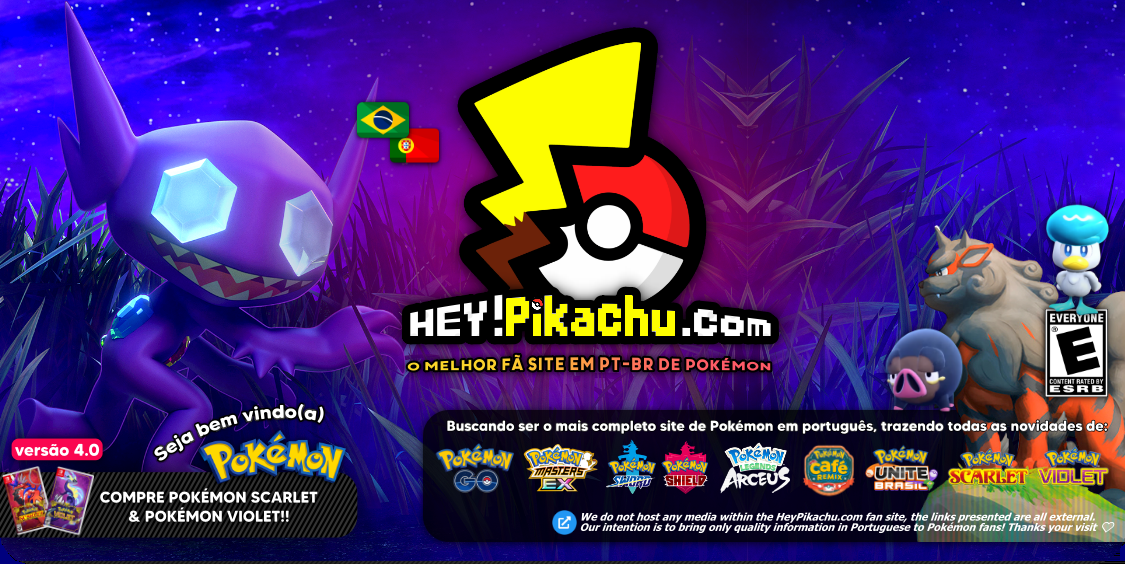 HEY!Pikachu.com
O MELHOR FÃ SITE EM PT-BR DE POKÉMON
EVERYONE
E
CONTENT RATED BY
ESRB
Seja bem vindo(a)
POKéMON
versão 4.0
COMPRE POKÉMON SCARLET
& POKÉMON VIOLET!!
Buscando ser o mais completo site de Pokémon em português, trazendo todas as novidades de:
POKéMON GO
POKéMON MASTERS EX
POKéMON SWORD
POKéMON SHIELD
POKéMON LEGENDS ARCEUS
POKéMON café REMIX
POKéMON UNITE BRASIL
POKéMON SCARLET
POKéMON VIOLET
We do not host any media within the HeyPikachu.com fan site, the links presented are all external.
Our intention is to bring only quality information in Portuguese to Pokémon fans! Thanks your visit